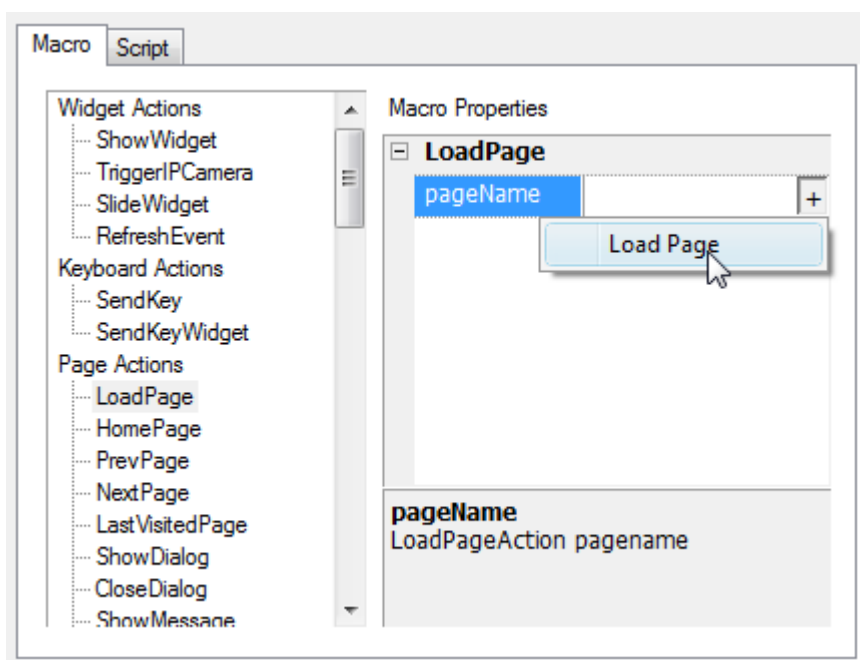 Macro Script
Widget Actions
ShowWidget
TriggerIPCamera
SlideWidget
RefreshEvent
Keyboard Actions
SendKey
SendKeyWidget
Page Actions
LoadPage
HomePage
PrevPage
NextPage
LastVisitedPage
ShowDialog
CloseDialog
ShowMessage
Macro Properties
LoadPage
pageName +
Load Page
pageName
LoadPageAction pagename